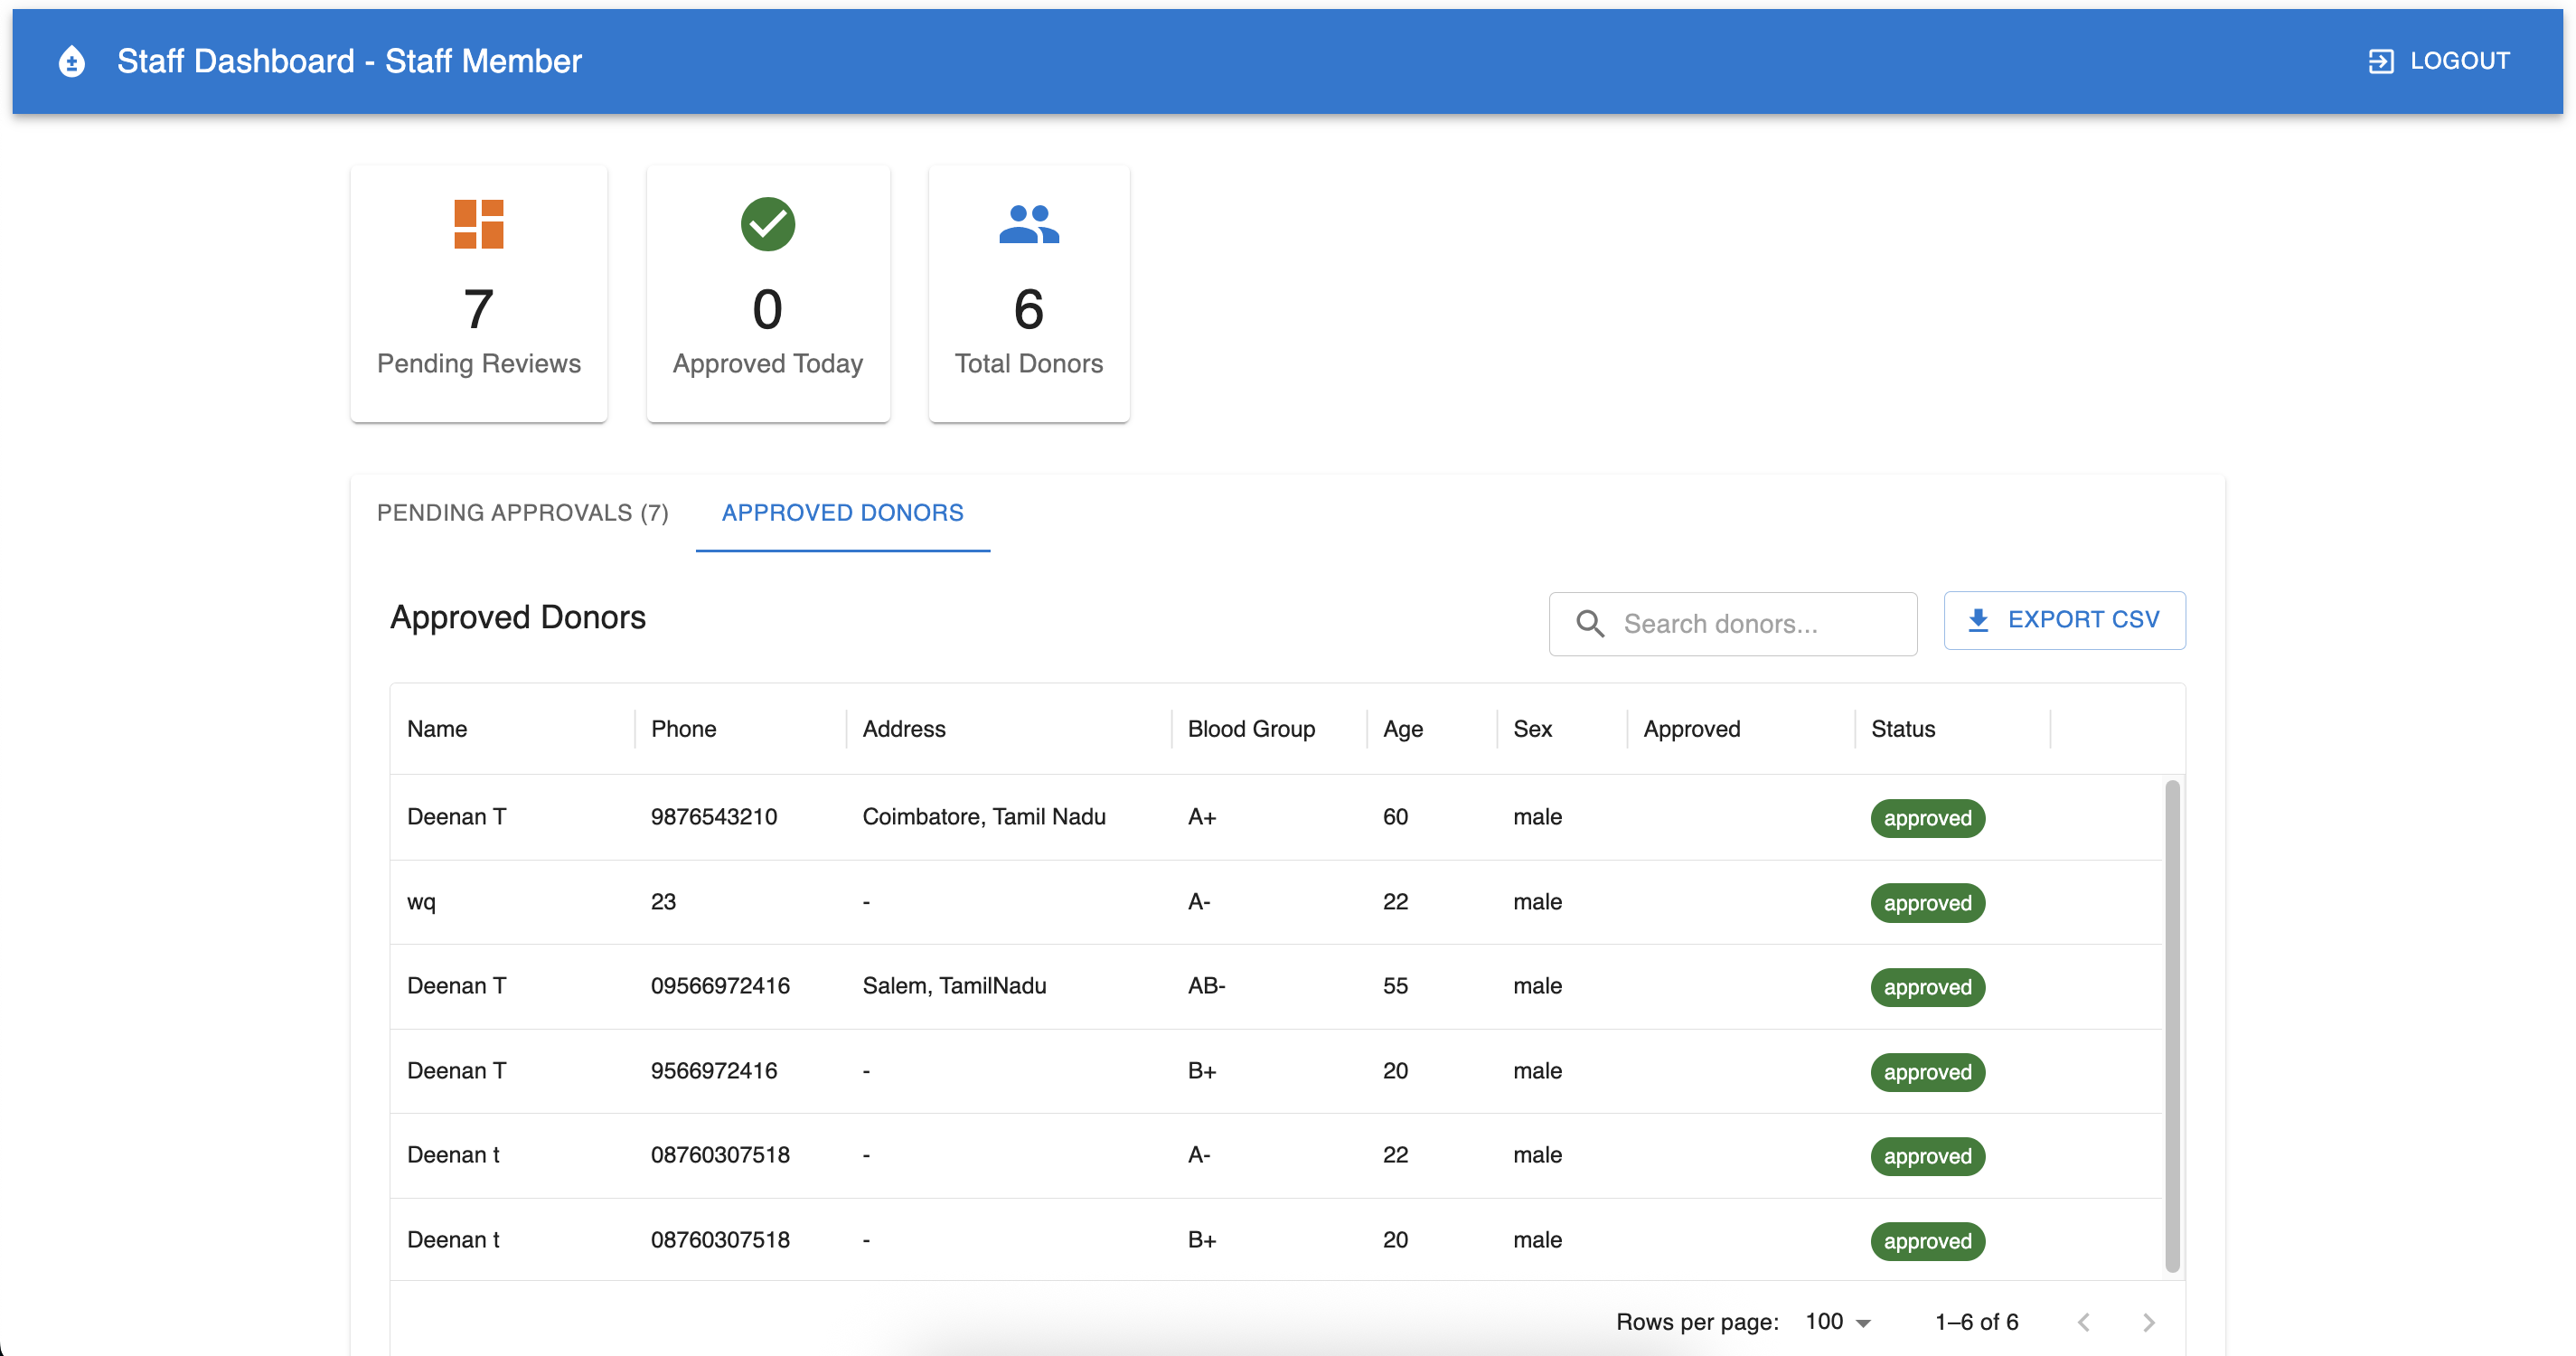 Staff Dashboard - Staff Member
LOGOUT
7
Pending Reviews
0
Approved Today
6
Total Donors
PENDING APPROVALS (7) APPROVED DONORS
Approved Donors
Search donors...
EXPORT CSV
Name Phone Address Blood Group Age Sex Approved Status
Deenan T 9876543210 Coimbatore, Tamil Nadu A+ 60 male approved
wq 23 - A- 22 male approved
Deenan T 09566972416 Salem, TamilNadu AB- 55 male approved
Deenan T 9566972416 - B+ 20 male approved
Deenan t 08760307518 - A- 22 male approved
Deenan t 08760307518 - B+ 20 male approved
Rows per page: 100 1–6 of 6